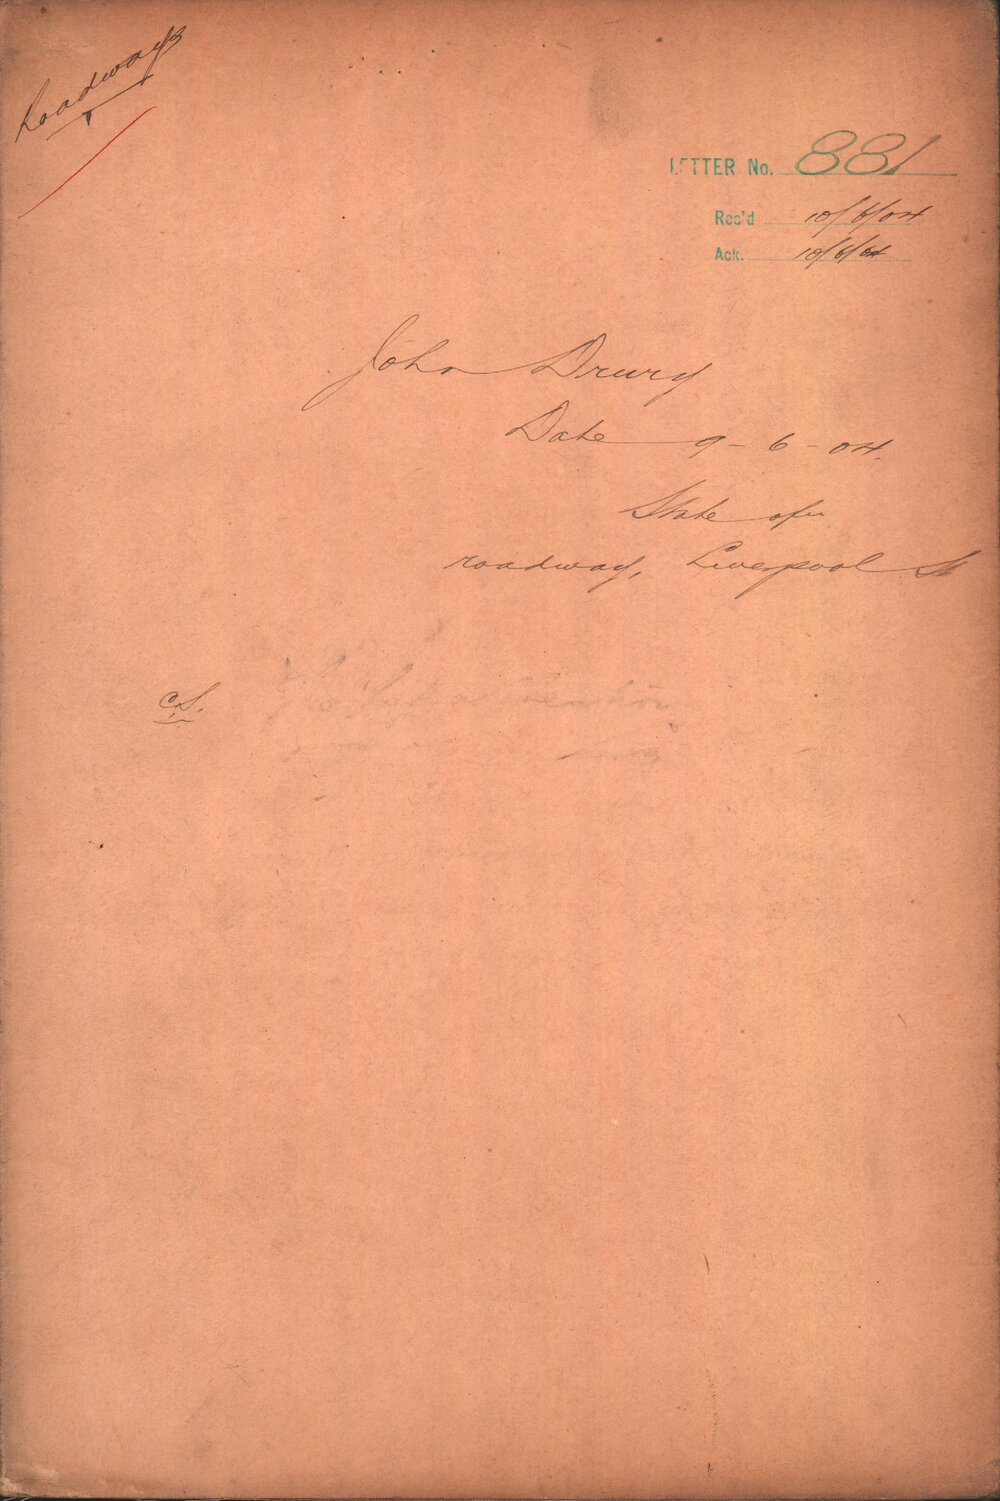 Roadways
LETTER No. 881
Rec'd 10/6/04
Ack. 10/6/04
John Drury
Date 9-6-04.
State of
roadway, Liverpool St
C.S.